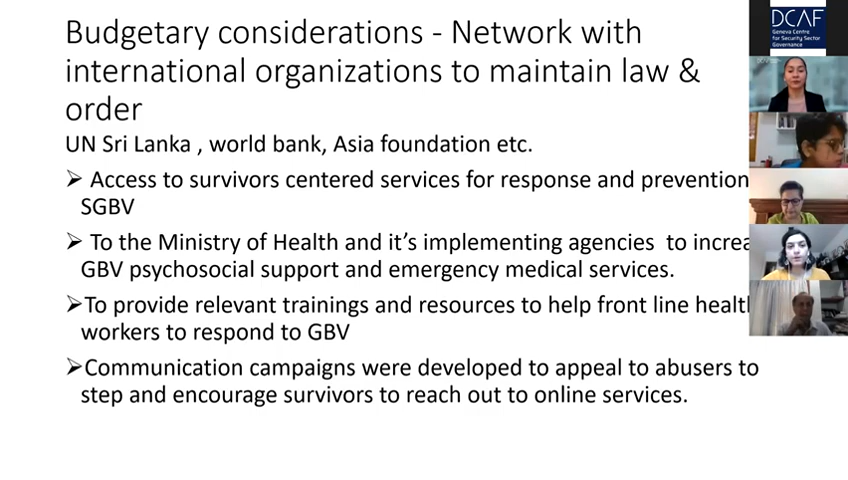 Budgetary considerations - Network with
international organizations to maintain law &
order
UN Sri Lanka , world bank, Asia foundation etc.
➢ Access to survivors centered services for response and prevention
SGBV
➢ To the Ministry of Health and it's implementing agencies to increa
GBV psychosocial support and emergency medical services.
➢To provide relevant trainings and resources to help front line health
workers to respond to GBV
➢Communication campaigns were developed to appeal to abusers to
step and encourage survivors to reach out to online services.
DCAF
Geneva Centre
for Security Sector
Governance